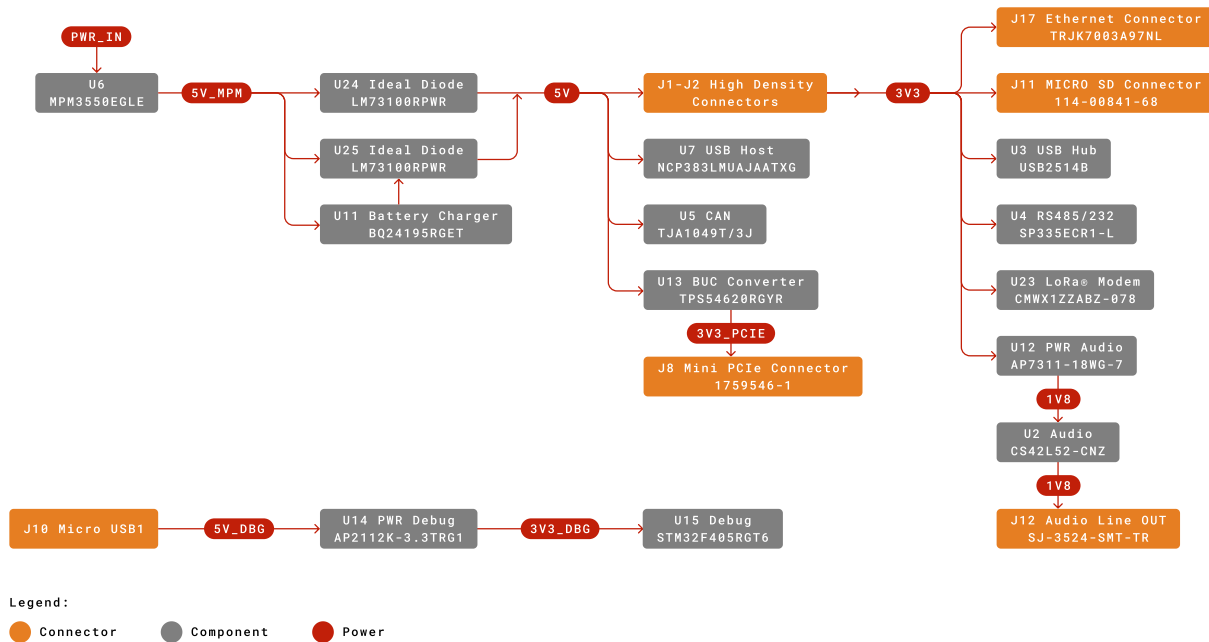 PWR_IN
U6
MPM3550EGLE
5V_MPM
U24 Ideal Diode
LM73100RPWR
U25 Ideal Diode
LM73100RPWR
U11 Battery Charger
BQ24195RGET
5V
J1-J2 High Density
Connectors
U7 USB Host
NCP383LMUAJAATXG
U5 CAN
TJA1049T/3J
U13 BUC Converter
TPS54620RGYR
3V3_PCIE
J8 Mini PCIe Connector
1759546-1
3V3
J17 Ethernet Connector
TRJK7003A97NL
J11 MICRO SD Connector
114-00841-68
U3 USB Hub
USB2514B
U4 RS485/232
SP335ECR1-L
U23 LoRa® Modem
CMWX1ZZABZ-078
U12 PWR Audio
AP7311-18WG-7
1V8
U2 Audio
CS42L52-CNZ
1V8
J12 Audio Line OUT
SJ-3524-SMT-TR
J10 Micro USB1
5V_DBG
U14 PWR Debug
AP2112K-3.3TRG1
3V3_DBG
U15 Debug
STM32F405RGT6
Legend:
Connector
Component
Power